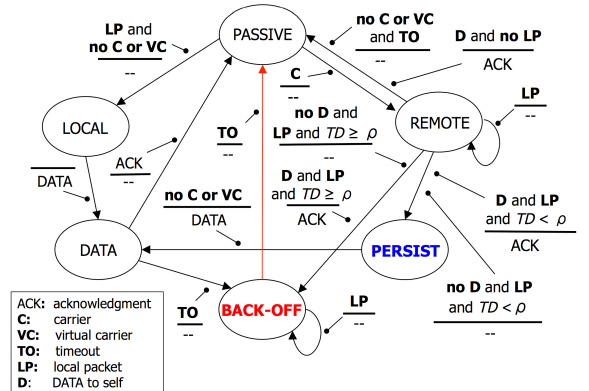 PASSIVE
LP and
no C or VC
--
no C or VC
and TO
--
D and no LP
ACK
C
--
LP
--
LOCAL
REMOTE
no D and
LP and TD ≥ ρ
--
TO
--
ACK
--
DATA
D and LP
and TD ≥ ρ
ACK
no C or VC
DATA
D and LP
and TD < ρ
ACK
DATA
PERSIST
BACK-OFF
TO
--
LP
--
no D and LP
and TD < ρ
--
ACK: acknowledgment
C: carrier
VC: virtual carrier
TO: timeout
LP: local packet
D: DATA to self